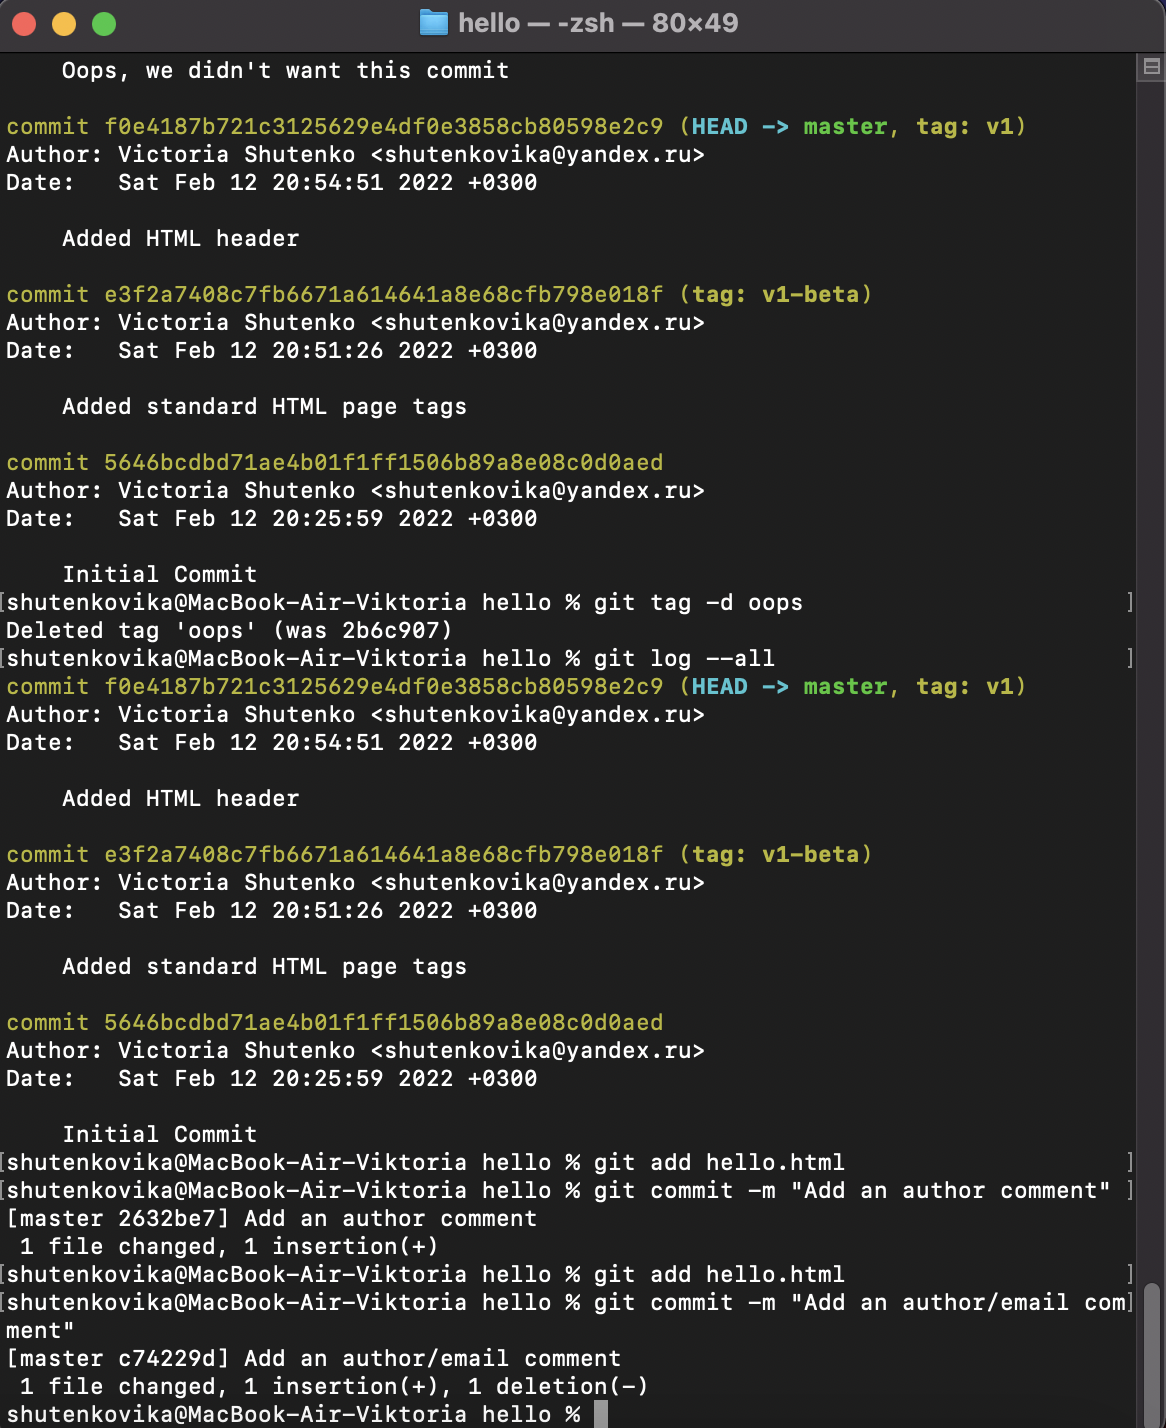 hello — -zsh — 80×49
Oops, we didn't want this commit
commit f0e4187b721c3125629e4df0e3858cb80598e2c9 (HEAD -> master, tag: v1)
Author: Victoria Shutenko <shutenkovika@yandex.ru>
Date:   Sat Feb 12 20:54:51 2022 +0300
Added HTML header
commit e3f2a7408c7fb6671a614641a8e68cfb798e018f (tag: v1-beta)
Author: Victoria Shutenko <shutenkovika@yandex.ru>
Date:   Sat Feb 12 20:51:26 2022 +0300
Added standard HTML page tags
commit 5646bcdbd71ae4b01f1ff1506b89a8e08c0d0aed
Author: Victoria Shutenko <shutenkovika@yandex.ru>
Date:   Sat Feb 12 20:25:59 2022 +0300
Initial Commit
[shutenkovika@MacBook-Air-Viktoria hello % git tag -d oops ]
Deleted tag 'oops' (was 2b6c907)
[shutenkovika@MacBook-Air-Viktoria hello % git log --all ]
commit f0e4187b721c3125629e4df0e3858cb80598e2c9 (HEAD -> master, tag: v1)
Author: Victoria Shutenko <shutenkovika@yandex.ru>
Date:   Sat Feb 12 20:54:51 2022 +0300
Added HTML header
commit e3f2a7408c7fb6671a614641a8e68cfb798e018f (tag: v1-beta)
Author: Victoria Shutenko <shutenkovika@yandex.ru>
Date:   Sat Feb 12 20:51:26 2022 +0300
Added standard HTML page tags
commit 5646bcdbd71ae4b01f1ff1506b89a8e08c0d0aed
Author: Victoria Shutenko <shutenkovika@yandex.ru>
Date:   Sat Feb 12 20:25:59 2022 +0300
Initial Commit
[shutenkovika@MacBook-Air-Viktoria hello % git add hello.html ]
[shutenkovika@MacBook-Air-Viktoria hello % git commit -m "Add an author comment" ]
[master 2632be7] Add an author comment
1 file changed, 1 insertion(+)
[shutenkovika@MacBook-Air-Viktoria hello % git add hello.html ]
[shutenkovika@MacBook-Air-Viktoria hello % git commit -m "Add an author/email com]
ment"
[master c74229d] Add an author/email comment
1 file changed, 1 insertion(+), 1 deletion(-)
shutenkovika@MacBook-Air-Viktoria hello %